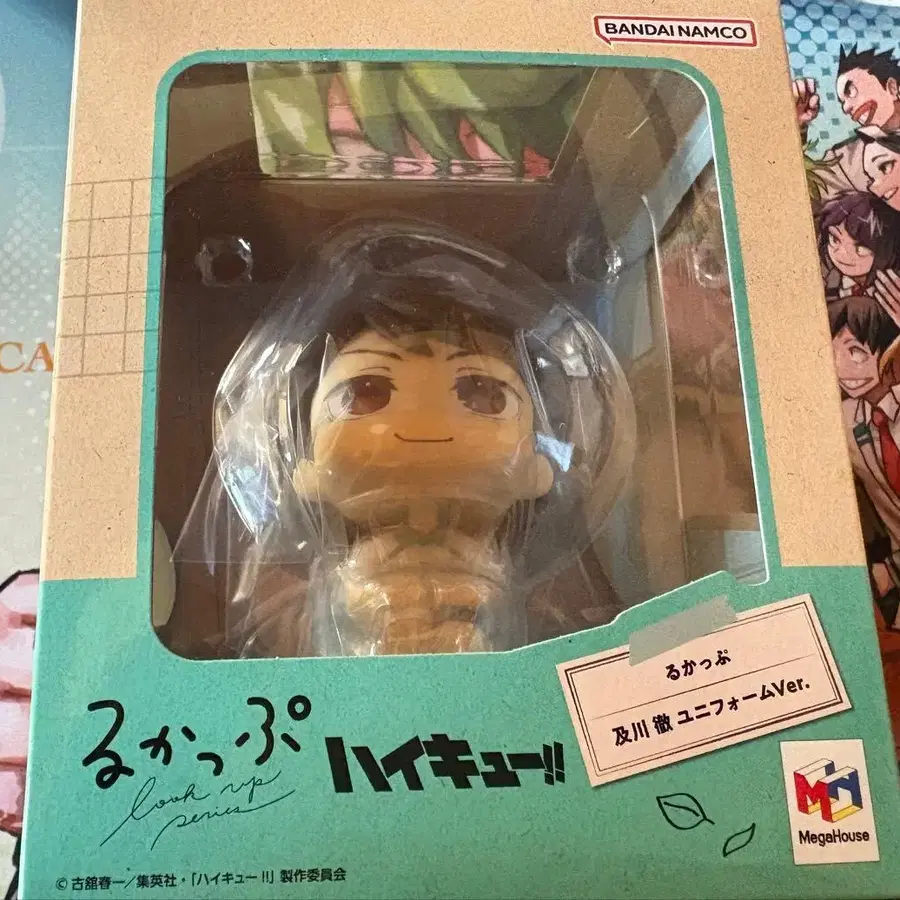 BANDAI NAMCO
CA
るかっぷ
及川 徹 ユニフォームVer.
るかっぷ
look up
series
ハイキュー!!
MH
MegaHouse
©古舘春一／集英社・「ハイキュー!!」製作委員会